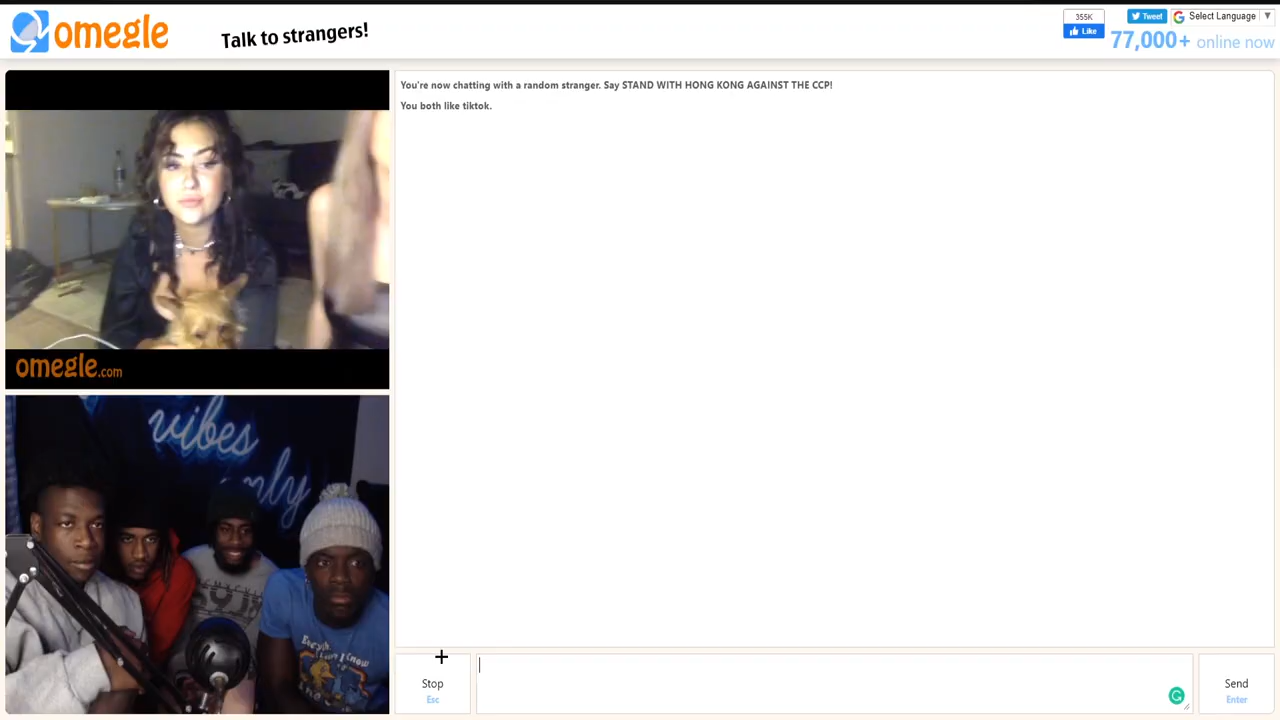 omegle
Talk to strangers!
355K
Like
Tweet
Select Language
77,000+ online now
You're now chatting with a random stranger. Say STAND WITH HONG KONG AGAINST THE CCP!
You both like tiktok.
omegle.com
vibes
only
Stop
Esc
Send
Enter